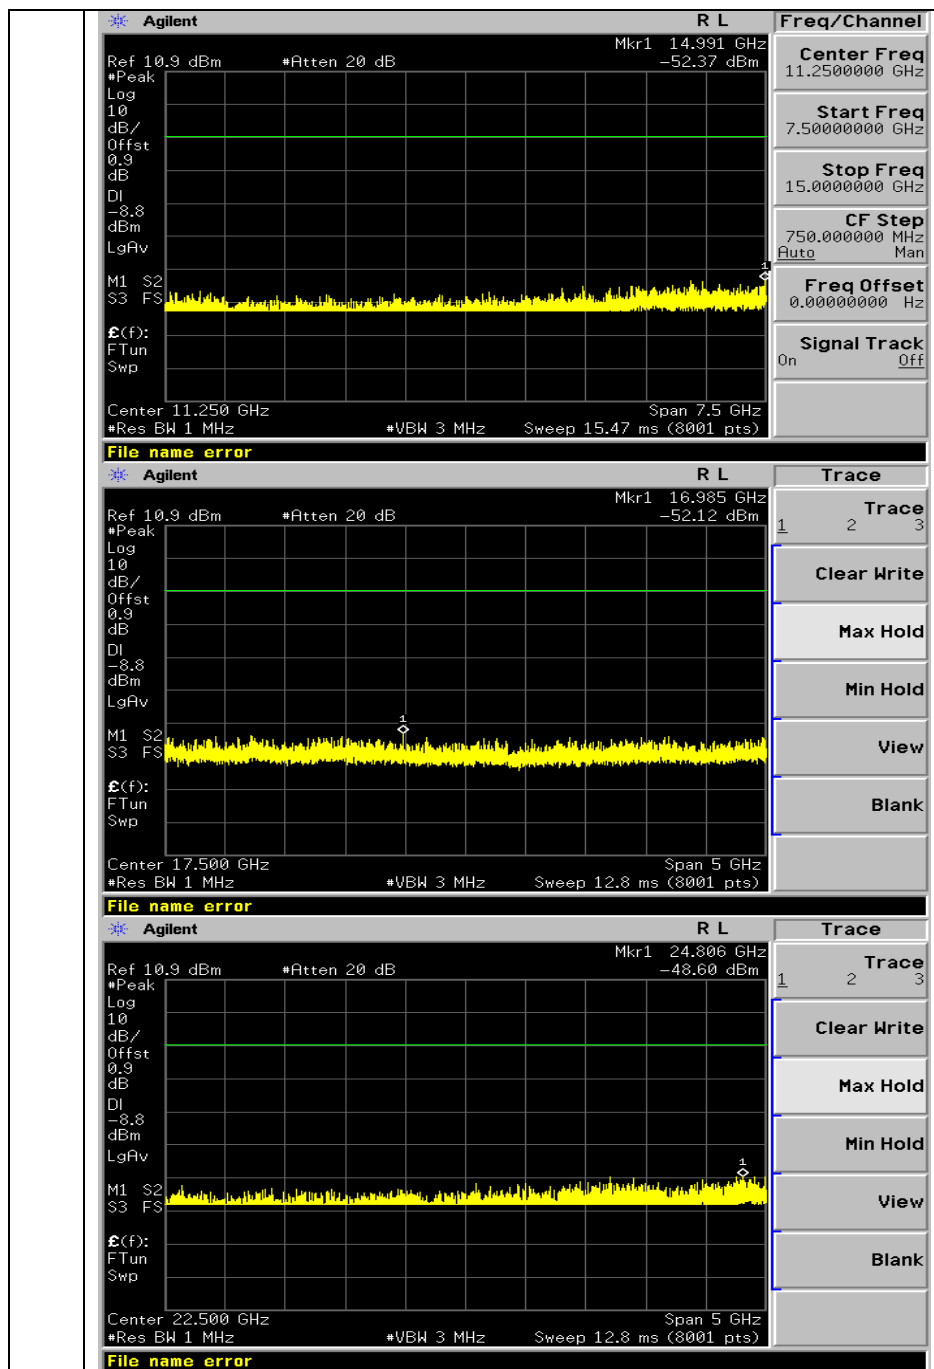 Agilent R L Freq/Channel
Mkr1 14.991 GHz
Ref 10.9 dBm #Atten 20 dB -52.37 dBm
#Peak
Log
10
dB/
Offst
0.9
dB
DI
-8.8
dBm
LgAv
M1 S2
S3 FS
£(f):
FTun
Swp
1
Center 11.250 GHz Span 7.5 GHz
#Res BW 1 MHz #VBW 3 MHz Sweep 15.47 ms (8001 pts)
File name error
Center Freq
11.2500000 GHz
Start Freq
7.50000000 GHz
Stop Freq
15.0000000 GHz
CF Step
750.000000 MHz
Auto Man
Freq Offset
0.00000000 Hz
Signal Track
On Off
Agilent R L Trace
Mkr1 16.985 GHz
Ref 10.9 dBm #Atten 20 dB -52.12 dBm
#Peak
Log
10
dB/
Offst
0.9
dB
DI
-8.8
dBm
LgAv
M1 S2
S3 FS
£(f):
FTun
Swp
1
Center 17.500 GHz Span 5 GHz
#Res BW 1 MHz #VBW 3 MHz Sweep 12.8 ms (8001 pts)
File name error
Trace
1 2 3
Clear Write
Max Hold
Min Hold
View
Blank
Agilent R L Trace
Mkr1 24.806 GHz
Ref 10.9 dBm #Atten 20 dB -48.60 dBm
#Peak
Log
10
dB/
Offst
0.9
dB
DI
-8.8
dBm
LgAv
M1 S2
S3 FS
£(f):
FTun
Swp
1
Center 22.500 GHz Span 5 GHz
#Res BW 1 MHz #VBW 3 MHz Sweep 12.8 ms (8001 pts)
File name error
Trace
1 2 3
Clear Write
Max Hold
Min Hold
View
Blank